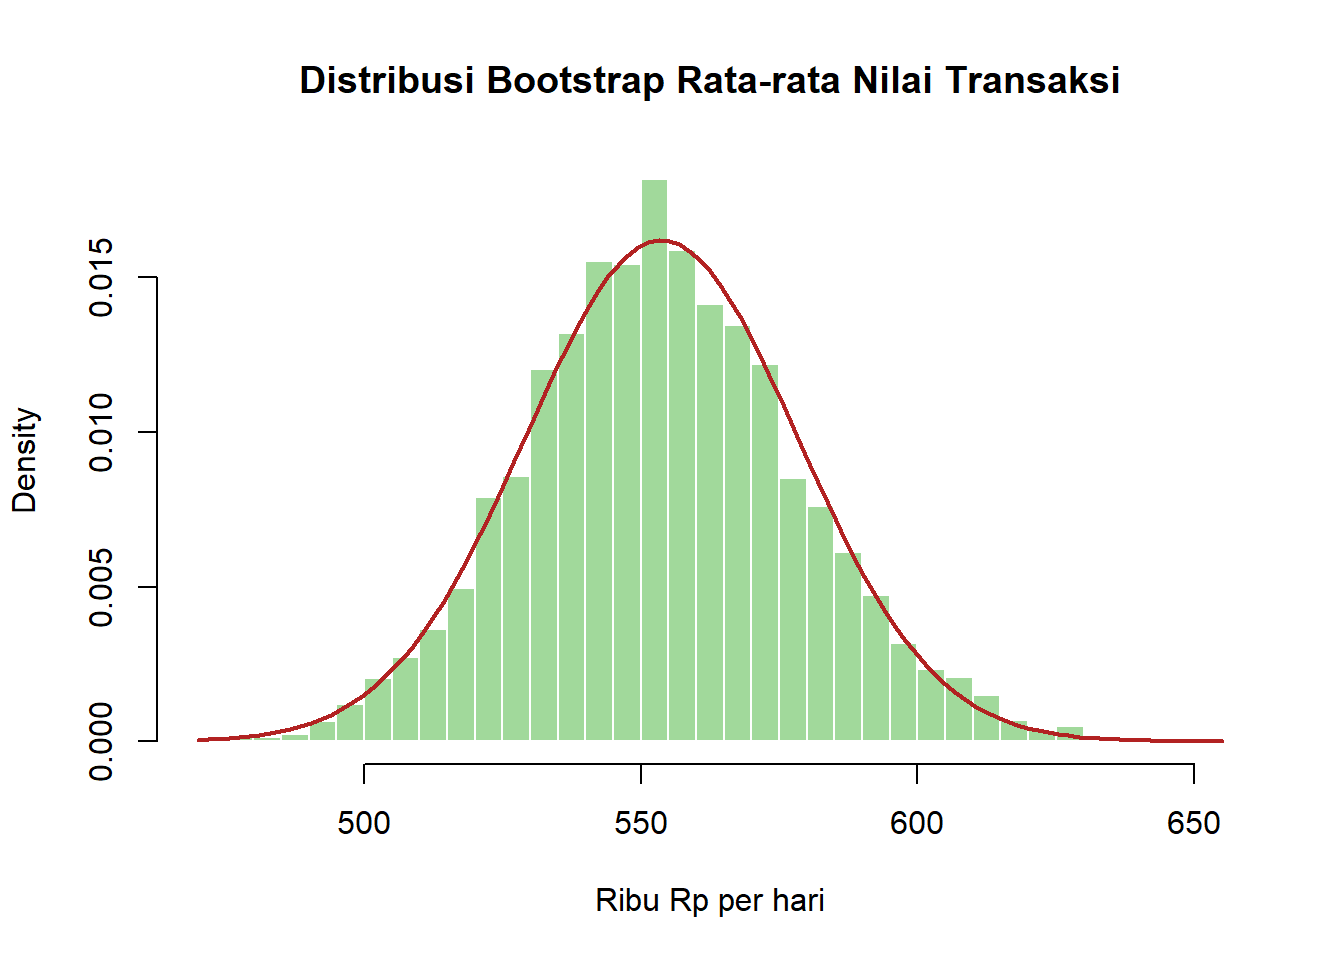 Distribusi Bootstrap Rata-rata Nilai Transaksi
Density
0.015
0.010
0.005
0.000
500 550 600 650
Ribu Rp per hari